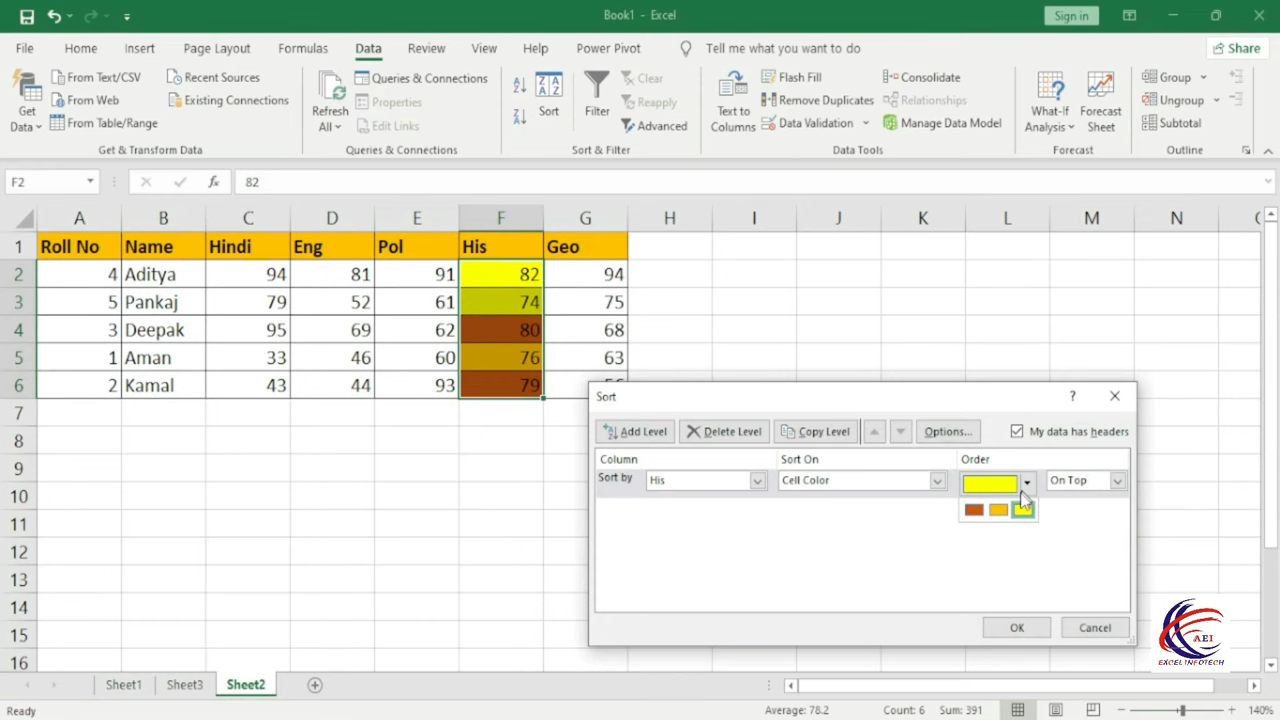 Book1 - Excel
Sign in
File Home Insert Page Layout Formulas Data Review View Help Power Pivot Tell me what you want to do Share
From Text/CSV Recent Sources Queries & Connections Clear Flash Fill Consolidate Group
From Web Existing Connections Properties Reapply Remove Duplicates Relationships Ungroup
From Table/Range Edit Links Advanced Data Validation Manage Data Model Subtotal
Get Data
Refresh All
Sort
Filter
Text to Columns
What-If Analysis
Forecast Sheet
Get & Transform Data Queries & Connections Sort & Filter Data Tools Forecast Outline
F2 fx 82
A B C D E F G H I J K L M N
1 Roll No Name Hindi Eng Pol His Geo
2 4 Aditya 94 81 91 82 94
3 5 Pankaj 79 52 61 74 75
4 3 Deepak 95 69 62 80 68
5 1 Aman 33 46 60 76 63
6 2 Kamal 43 44 93 79
7
8
9
10
11
12
13
14
15
16
Sort ?
Add Level Delete Level Copy Level Options... My data has headers
Column Sort On Order
Sort by His Cell Color On Top
OK Cancel
AEI
EXCEL INFOTECH
Sheet1 Sheet3 Sheet2
Ready Average: 78.2 Count: 6 Sum: 391 140%